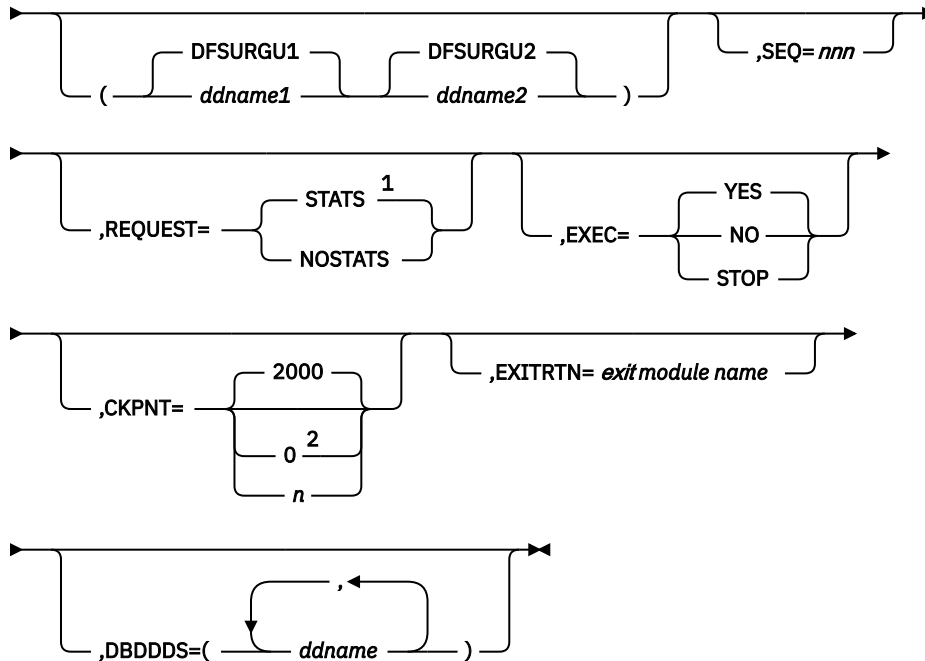 DFSURGU1 DFSURGU2
,SEQ= nnn
( ddname1 ddname2 )
STATS 1
YES
,REQUEST=
,EXEC= NO
NOSTATS
STOP
2000
,EXITRTN= exit module name
,CKPNT=
0 2
n
,
,DBDDDS=( ddname )